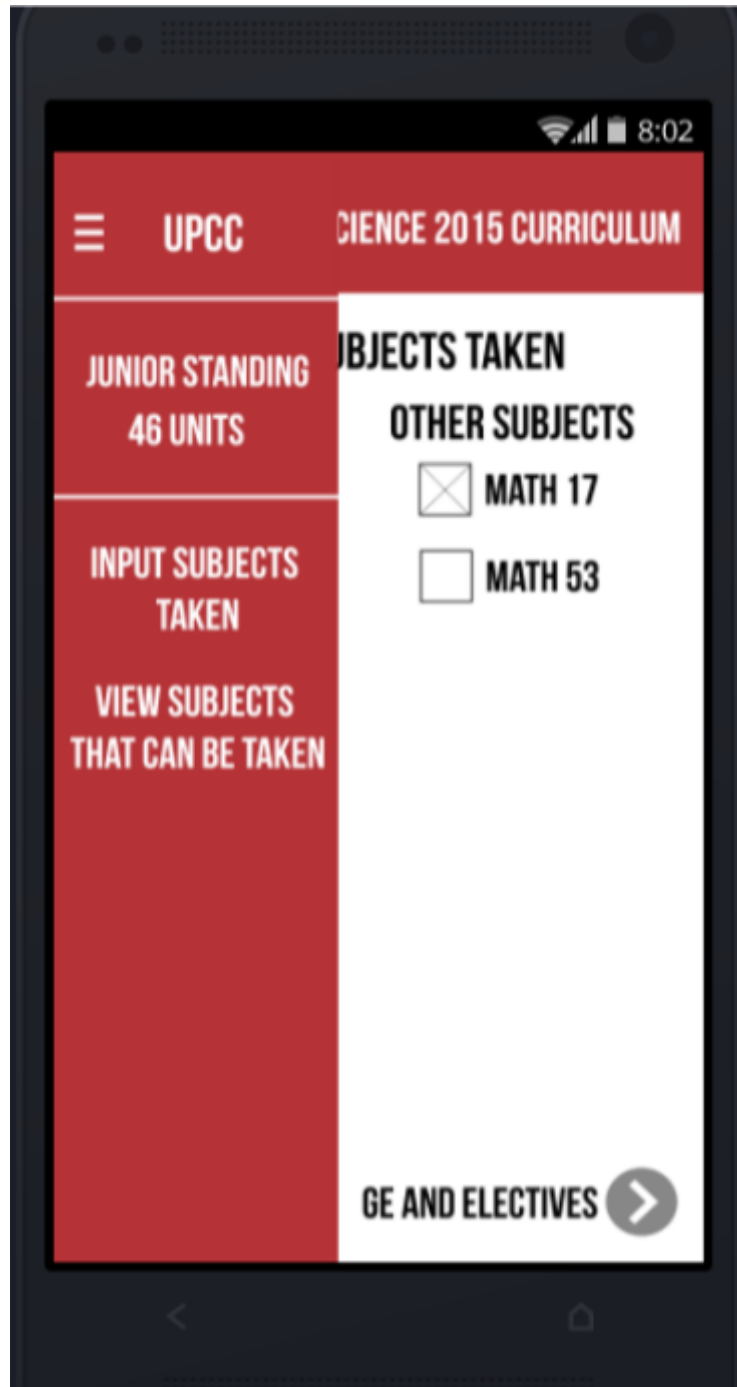 8:02
UPCC
CIENCE 2015 CURRICULUM
JUNIOR STANDING
46 UNITS
INPUT SUBJECTS
TAKEN
VIEW SUBJECTS
THAT CAN BE TAKEN
UBJECTS TAKEN
OTHER SUBJECTS
MATH 17
MATH 53
GE AND ELECTIVES